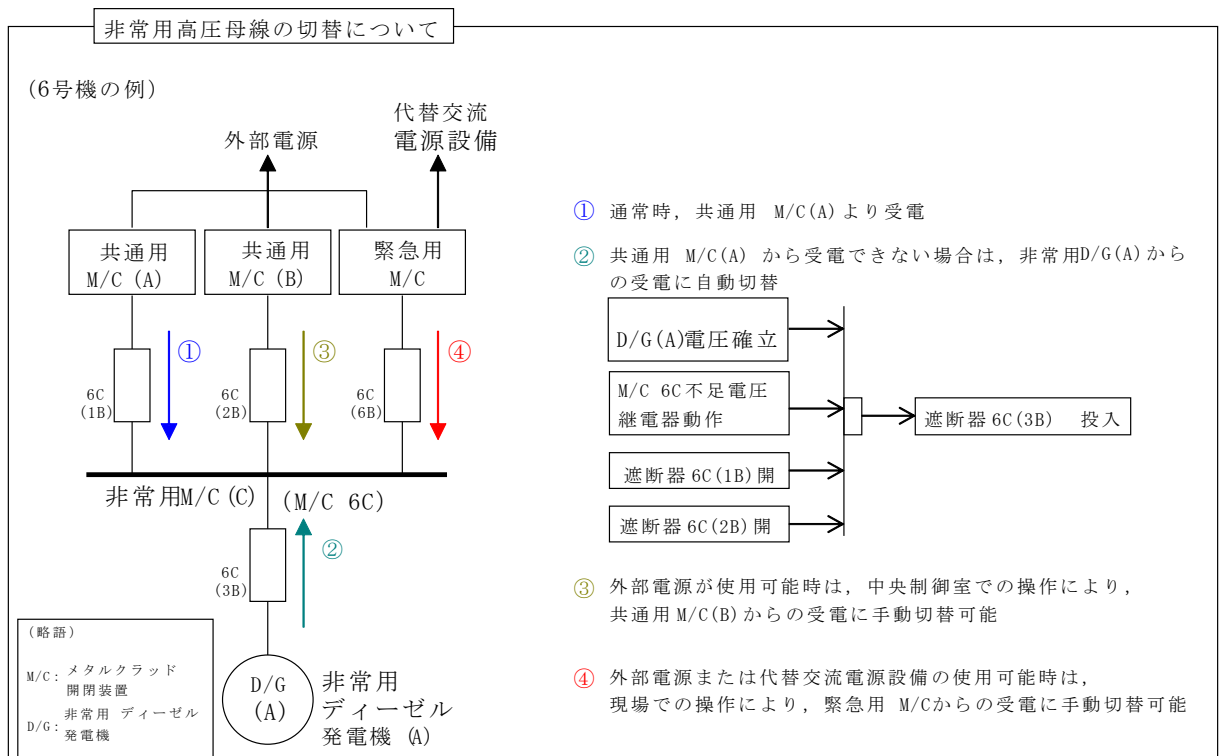 非常用高圧母線の切替について
(6号機の例)
外部電源
代替交流
電源設備
共通用
M/C (A)
共通用
M/C (B)
緊急用
M/C
①
③
④
6C
(1B)
6C
(2B)
6C
(6B)
非常用M/C (C)
(M/C 6C)
②
6C
(3B)
D/G
(A)
非常用
ディーゼル
発電機 (A)
(略語)
M/C: メタルクラッド
開閉装置
D/G: 非常用 ディーゼル
発電機
① 通常時, 共通用 M/C(A)より受電
② 共通用 M/C(A) から受電できない場合は, 非常用D/G(A)から
の受電に自動切替
D/G(A)電圧確立
M/C 6C不足電圧
継電器動作
遮断器 6C(1B)開
遮断器 6C(2B)開
遮断器 6C(3B) 投入
③ 外部電源が使用可能時は, 中央制御室での操作により,
共通用 M/C(B)からの受電に手動切替可能
④ 外部電源または代替交流電源設備の使用可能時は,
現場での操作により, 緊急用 M/Cからの受電に手動切替可能